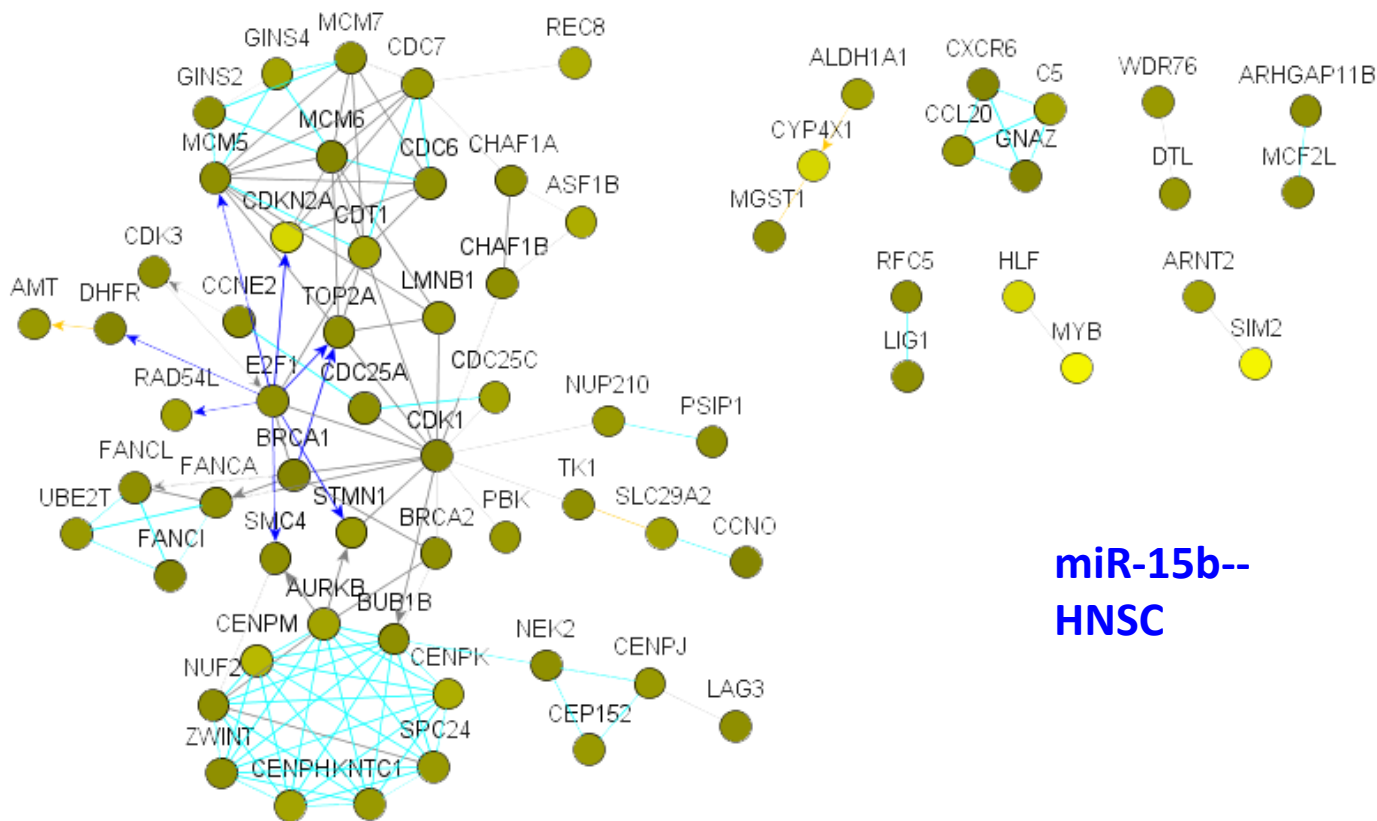 MCM7
GINS4
CDC7
REC8
GINS2
MCM6
MCM5
CDC6
CHAF1A
CDKN2A
CDT1
ASF1B
CDK3
CHAF1B
CCNE2
TOP2A
LMNB1
AMT
DHFR
E2F1
CDC25A
CDC25C
RAD54L
CDK1
NUP210
PSIP1
BRCA1
FANCL
FANCA
TK1
SLC29A2
UBE2T
STMN1
PBK
CCNO
FANCI
SMC4
BRCA2
AURKB
BUB1B
CENPM
NEK2
CENPJ
NUF2
CENPK
LAG3
ZWINT
SPC24
CEP152
CENPH
KNTC1
ALDH1A1
CXCR6
C5
WDR76
ARHGAP11B
CYP4X1
CCL20
GNAZ
DTL
MCF2L
MGST1
RFC5
HLF
ARNT2
LIG1
MYB
SIM2
miR-15b--
HNSC